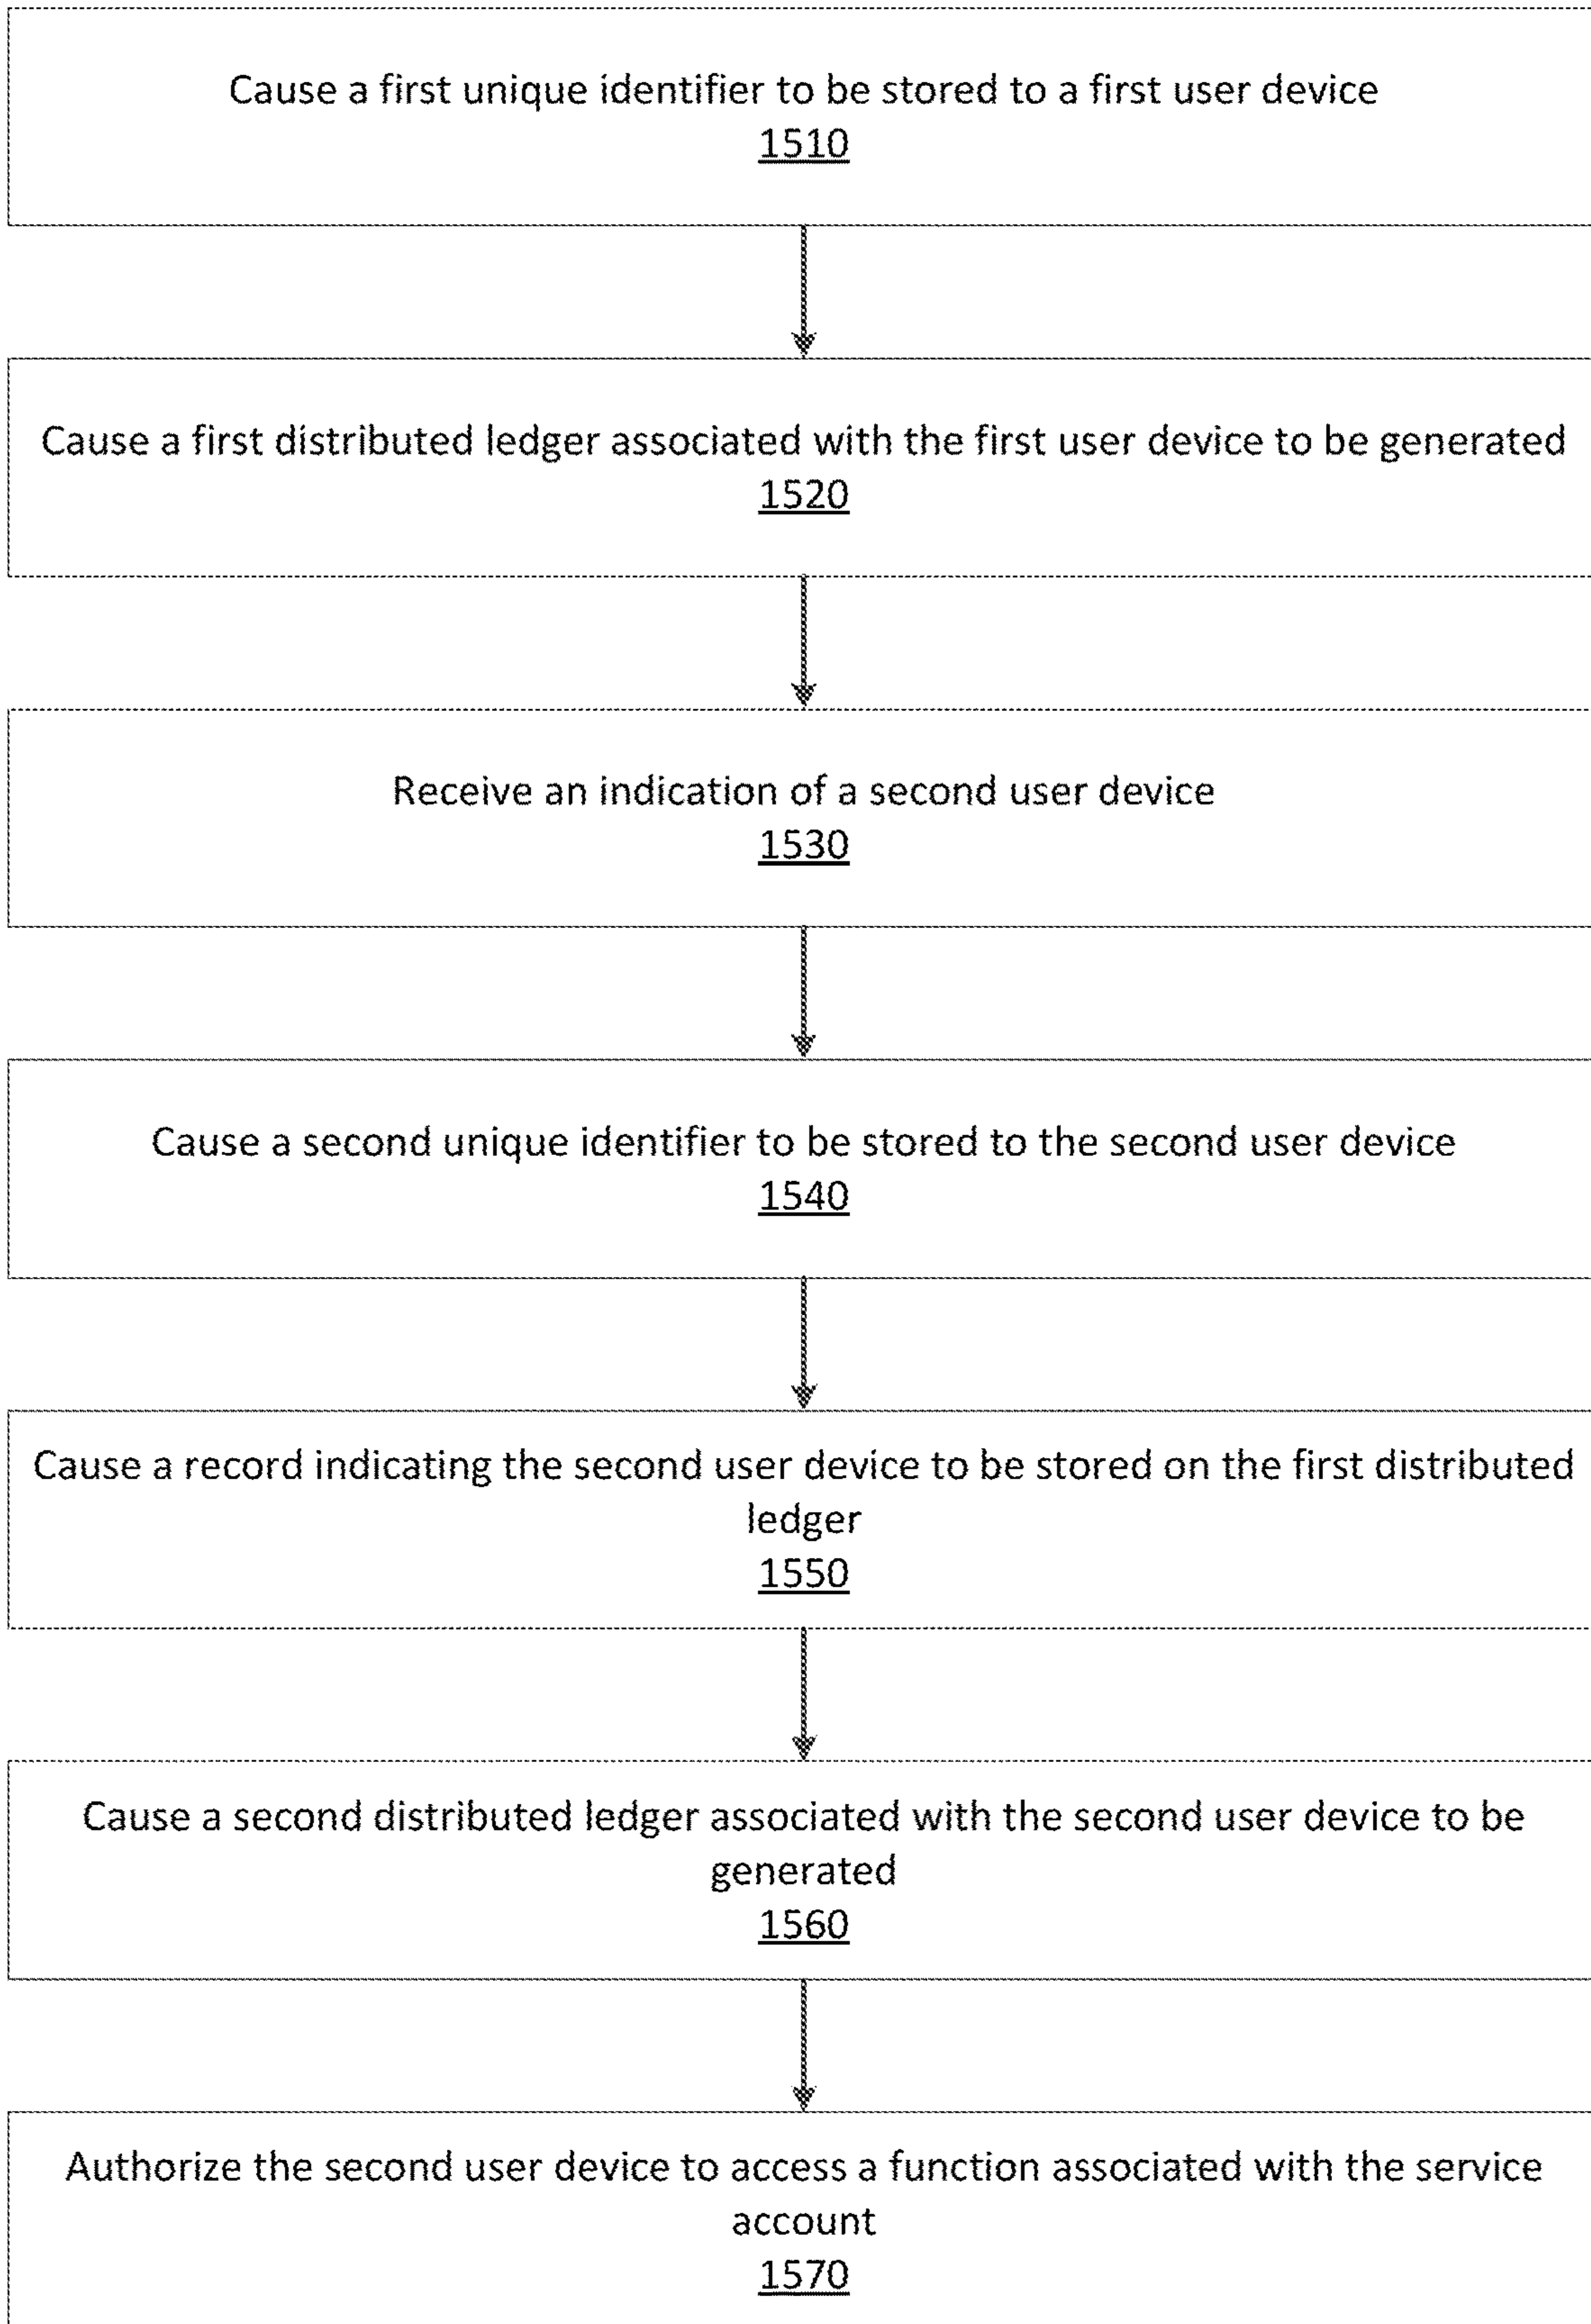 Cause a first unique identifier to be stored to a first user device
1510
Cause a first distributed ledger associated with the first user device to be generated
1520
Receive an indication of a second user device
1530
Cause a second unique identifier to be stored to the second user device
1540
Cause a record indicating the second user device to be stored on the first distributed
ledger
1550
Cause a second distributed ledger associated with the second user device to be
generated
1560
Authorize the second user device to access a function associated with the service
account
1570